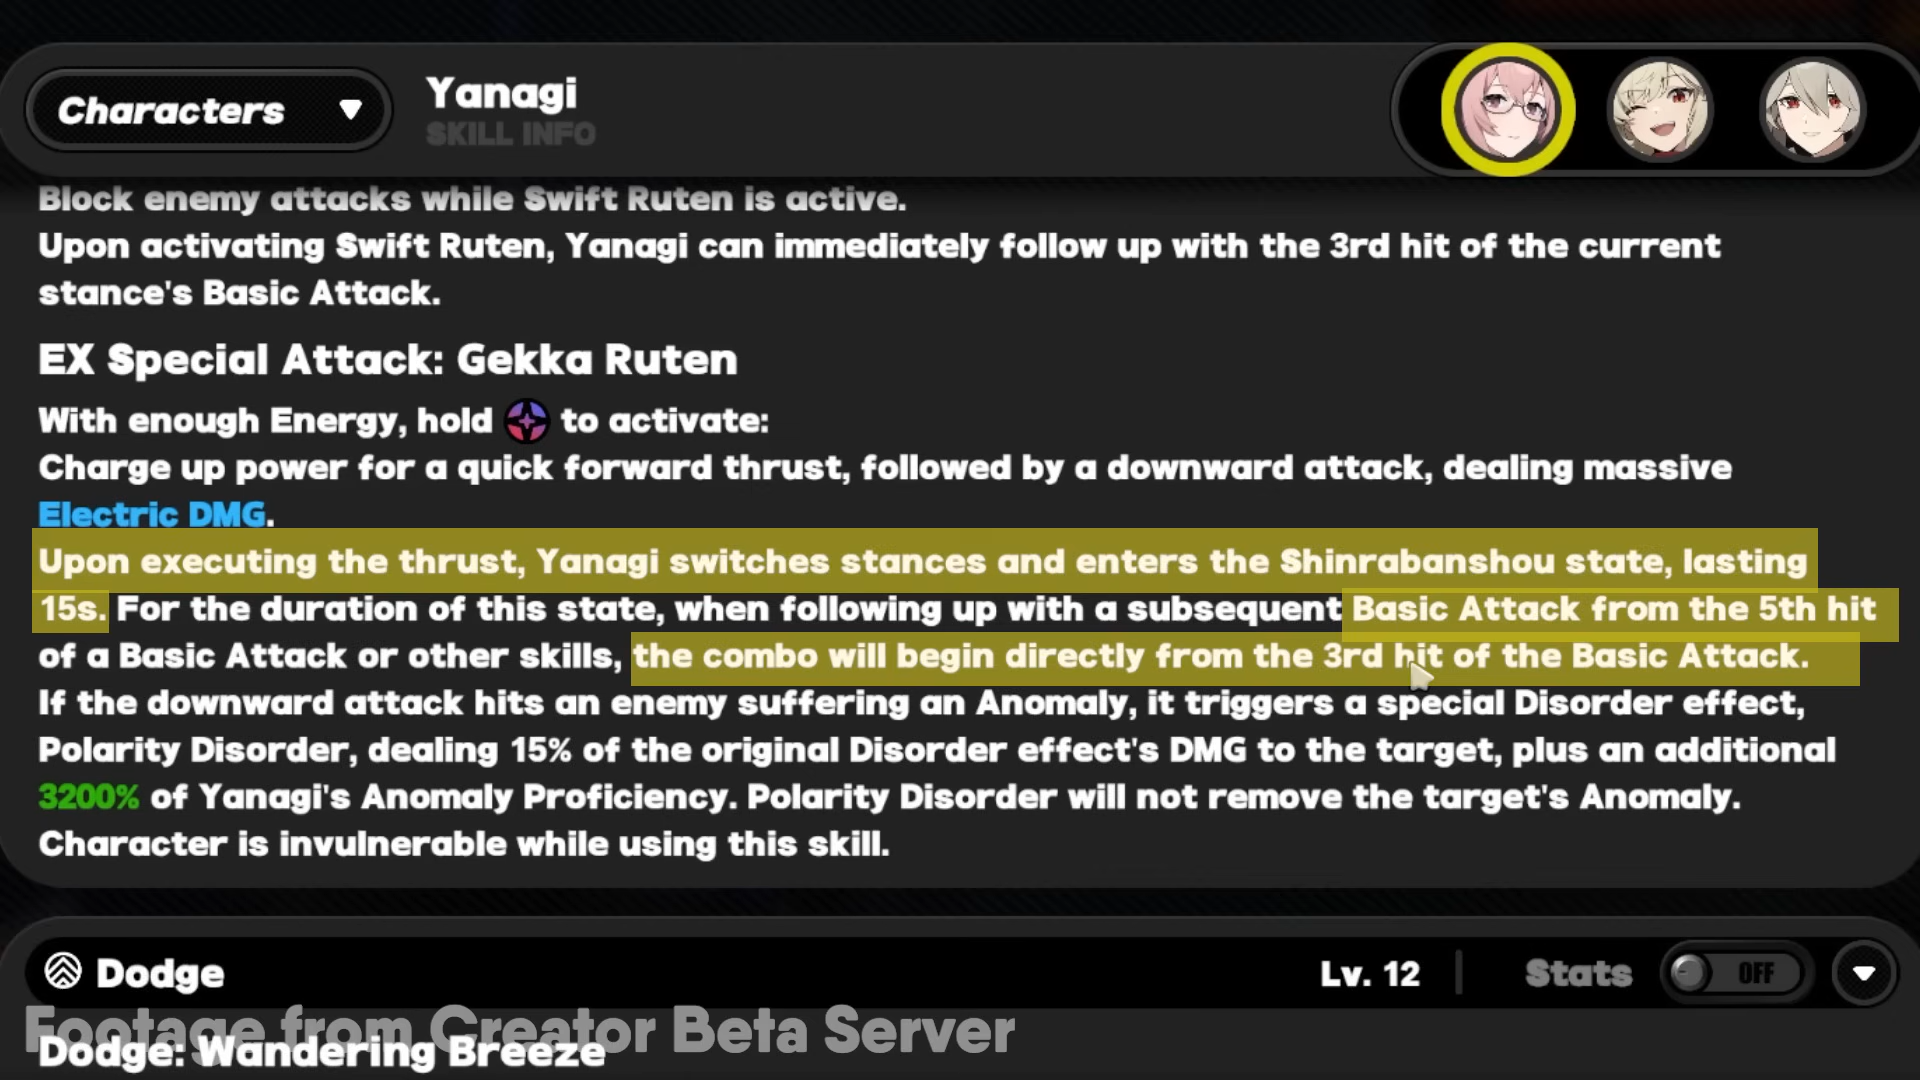 Characters
Yanagi
SKILL INFO
Block enemy attacks while Swift Ruten is active.
Upon activating Swift Ruten, Yanagi can immediately follow up with the 3rd hit of the current
stance's Basic Attack.
EX Special Attack: Gekka Ruten
With enough Energy, hold to activate:
Charge up power for a quick forward thrust, followed by a downward attack, dealing massive
Electric DMG.
Upon executing the thrust, Yanagi switches stances and enters the Shinrabanshou state, lasting
15s. For the duration of this state, when following up with a subsequent Basic Attack from the 5th hit
of a Basic Attack or other skills, the combo will begin directly from the 3rd hit of the Basic Attack.
If the downward attack hits an enemy suffering an Anomaly, it triggers a special Disorder effect,
Polarity Disorder, dealing 15% of the original Disorder effect's DMG to the target, plus an additional
3200% of Yanagi's Anomaly Proficiency. Polarity Disorder will not remove the target's Anomaly.
Character is invulnerable while using this skill.
Dodge Lv. 12 Stats OFF
Footage from Creator Beta Server
Dodge: Wandering Breeze